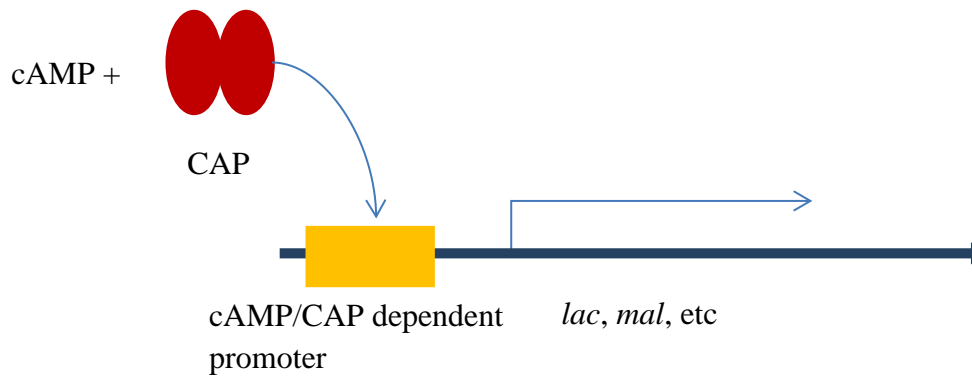 cAMP +
CAP
cAMP/CAP dependent
promoter
lac, mal, etc